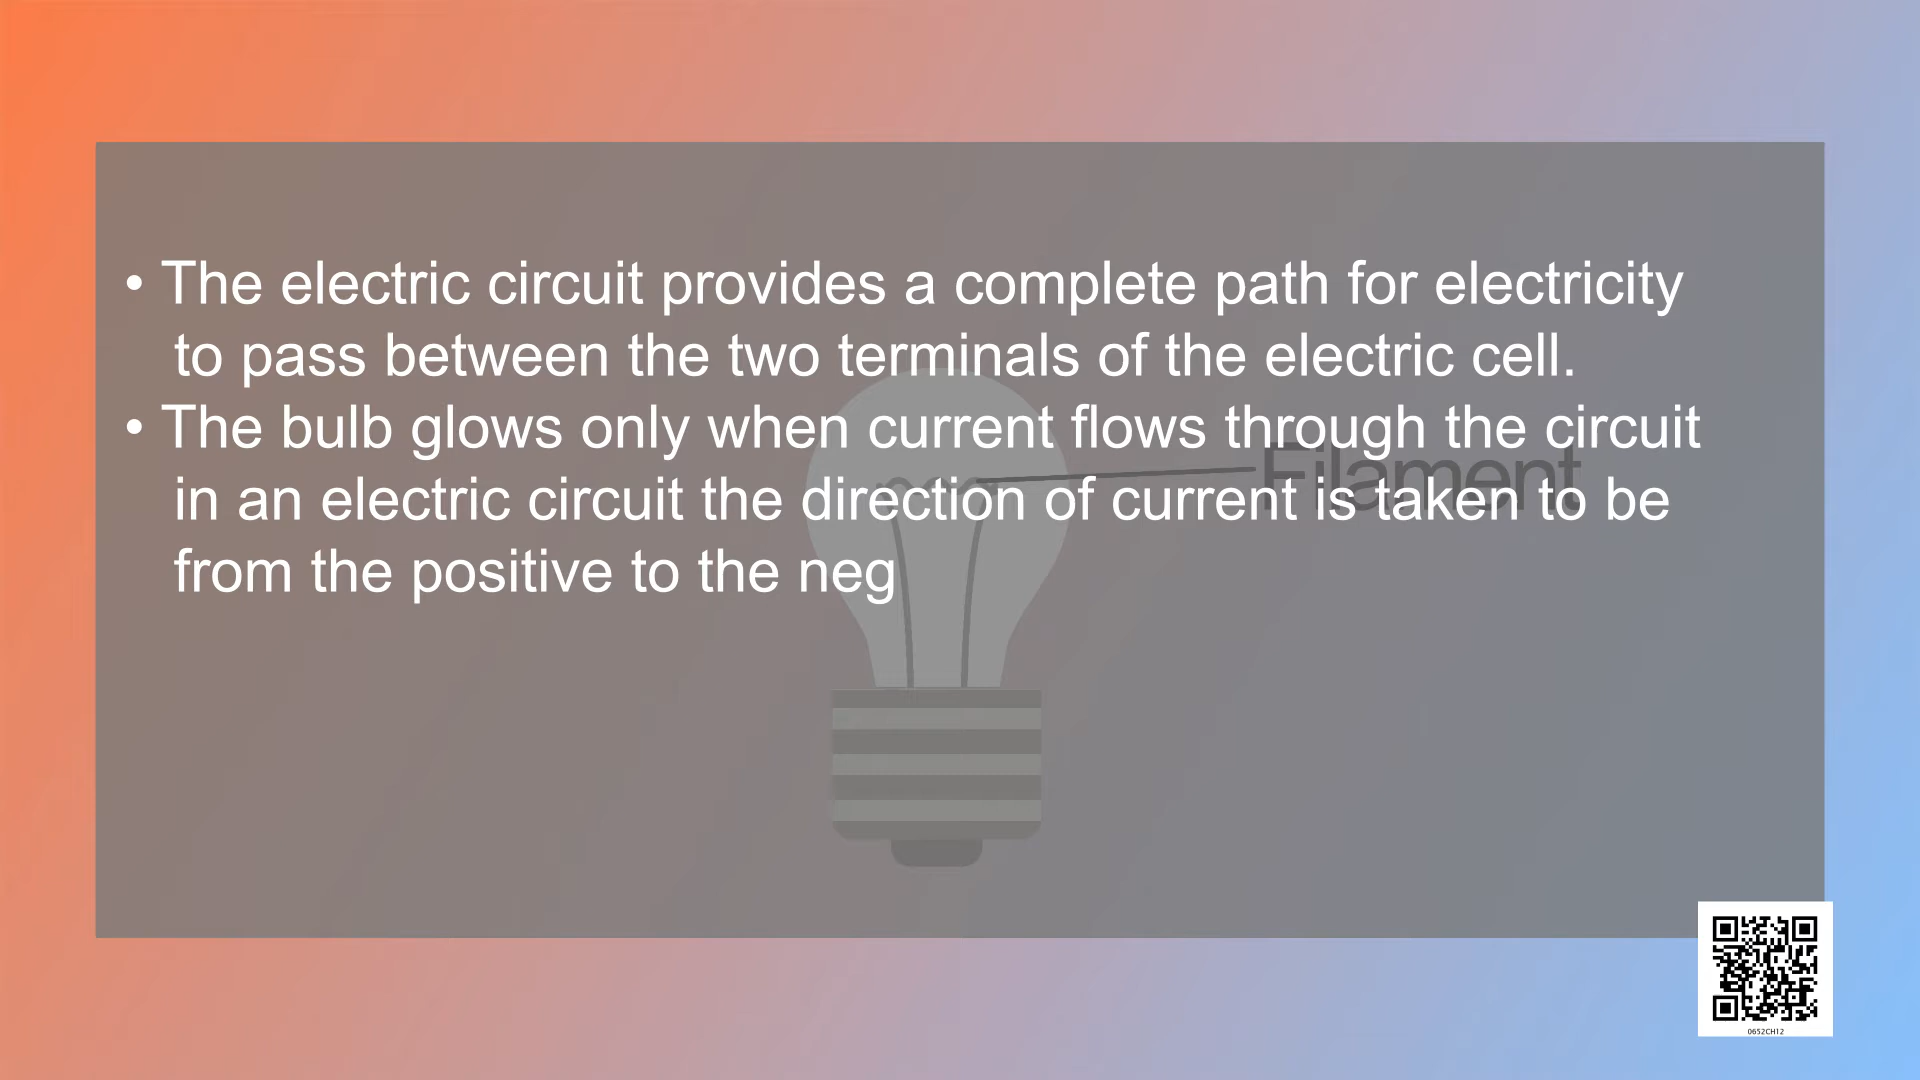 • The electric circuit provides a complete path for electricity
to pass between the two terminals of the electric cell.
• The bulb glows only when current flows through the circuit
Filament
in an electric circuit the direction of current is taken to be
from the positive to the neg
0652CH12